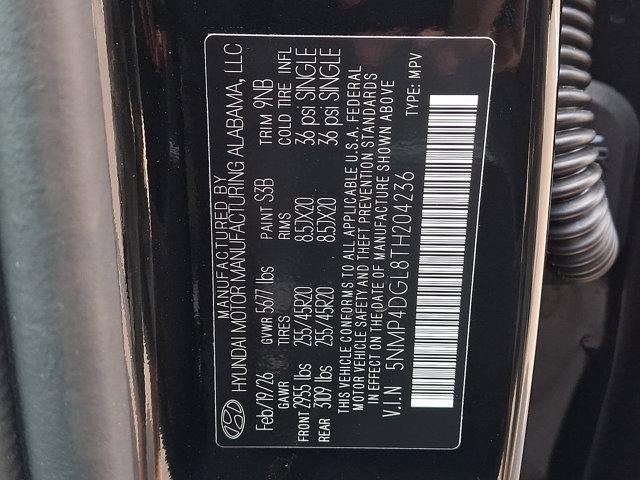 MANUFACTURED BY
HYUNDAI MOTOR MANUFACTURING ALABAMA, LLC
Feb/19/26 GVWR 5677 lbs PAINT S3B TRIM 9NB
GAWR TIRES RIMS COLD TIRE INFL
FRONT 2955 lbs 255/45R20 8.5JX20 36 psi SINGLE
REAR 3109 lbs 255/45R20 8.5JX20 36 psi SINGLE
THIS VEHICLE CONFORMS TO ALL APPLICABLE U.S.A. FEDERAL
MOTOR VEHICLE SAFETY AND THEFT PREVENTION STANDARDS
IN EFFECT ON THE DATE OF MANUFACTURE SHOWN ABOVE
V.I.N 5NMP4DGL8TH204236 TYPE: MPV